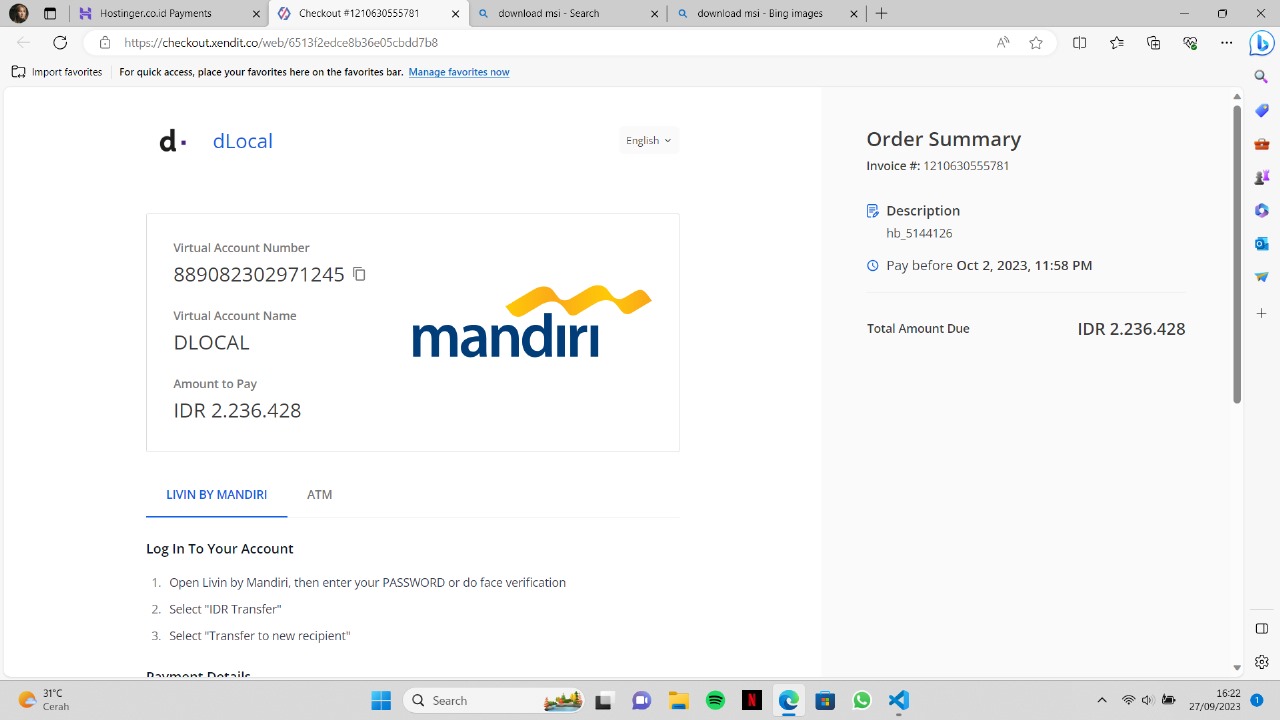 Hostinger.co.id Payments
Checkout #1210630555781
download msi - Search
download msi - Bing images
https://checkout.xendit.co/web/6513f2edce8b36e05cbdd7b8
Import favorites
For quick access, place your favorites here on the favorites bar. Manage favorites now
d.
dLocal
English
Virtual Account Number
889082302971245
Virtual Account Name
DLOCAL
Amount to Pay
IDR 2.236.428
mandiri
LIVIN BY MANDIRI
ATM
Log In To Your Account
1. Open Livin by Mandiri, then enter your PASSWORD or do face verification
2. Select "IDR Transfer"
3. Select "Transfer to new recipient"
Payment Details
Order Summary
Invoice #: 1210630555781
Description
hb_5144126
Pay before Oct 2, 2023, 11:58 PM
Total Amount Due
IDR 2.236.428
31°C
Cerah
Search
16:22
27/09/2023
1